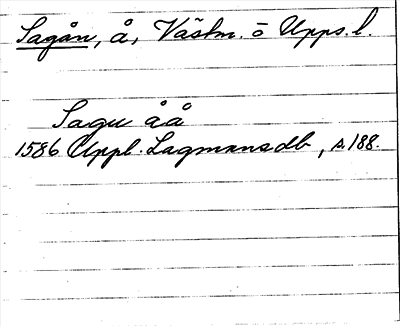 Sagån, å, Västm. o Upps. l.
Sagu åå
1586 Uppl. Lagmansdb, s. 188.